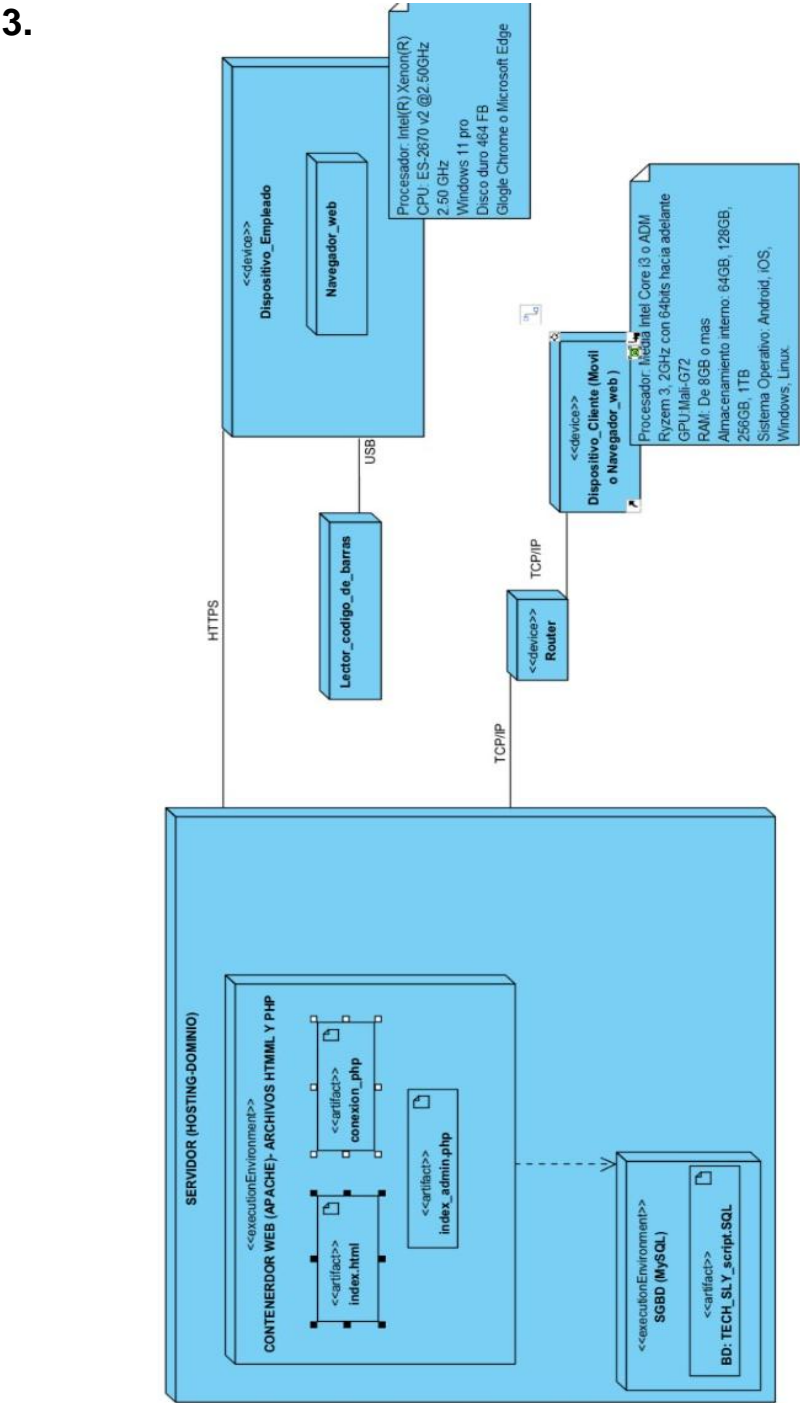 3.
SERVIDOR (HOSTING-DOMINIO)
<<executionEnvironment>>
CONTENERDOR WEB (APACHE)- ARCHIVOS HTMML Y PHP
<<artifact>>
index.html
<<artifact>>
conexion_php
<<artifact>>
index_admin.php
<<executionEnvironment>>
SGBD (MySQL)
<<artifact>>
BD: TECH_SLY_script.SQL
HTTPS
TCP/IP
<<device>>
Router
TCP/IP
Lector_codigo_de_barras
USB
<<device>>
Dispositivo_Empleado
Navegador_web
Procesador: Intel(R) Xenon(R)
CPU: ES-2670 v2 @2.50GHz
2.50 GHz
Windows 11 pro
Disco duro 464 FB
Glogle Chrome o Microsoft Edge
<<device>>
Dispositivo_Cliente (Movil
o Navegador_web )
Procesador: Media Intel Core i3 o ADM
Ryzem 3, 2GHz con 64bits hacia adelante
GPU:Mali-G72
RAM: De 8GB o mas
Almacenamiento interno: 64GB, 128GB,
256GB, 1TB
Sistema Operativo: Android, iOS,
Windows, Linux.